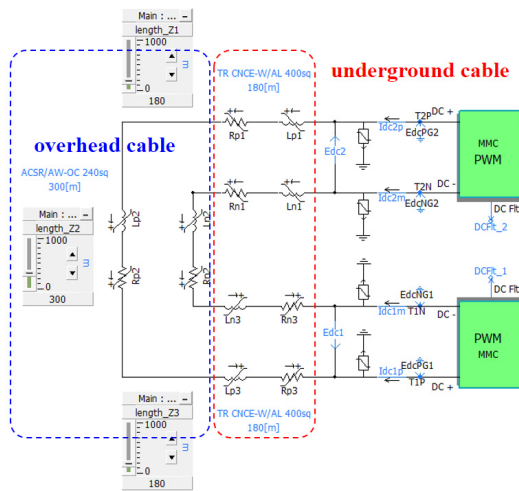 Main : ... –
length_Z1
1000
m
0
180
TR CNCE-W/AL 400sq
180[m]
underground cable
overhead cable
Rp1
Lp1
Edc2
Idc2p
T2P
EdcPG2
DC +
MMC
PWM
ACSR/AW-OC 240sq
300[m]
Rn1
Ln1
Idc2m
T2N
EdcNG2
DC -
DC Flt
DCFlt_2
Main : ... –
length_Z2
1000
m
0
300
Lp2
Ln2
Rp2
Rn2
DCFlt_1
DC Flt
Ln3
Rn3
Edc1
Idc1m
EdcNG1
T1N
DC -
PWM
MMC
Lp3
Rp3
Idc1p
EdcPG1
T1P
DC +
Main : ... –
length_Z3
1000
m
0
180
TR CNCE-W/AL 400sq
180[m]